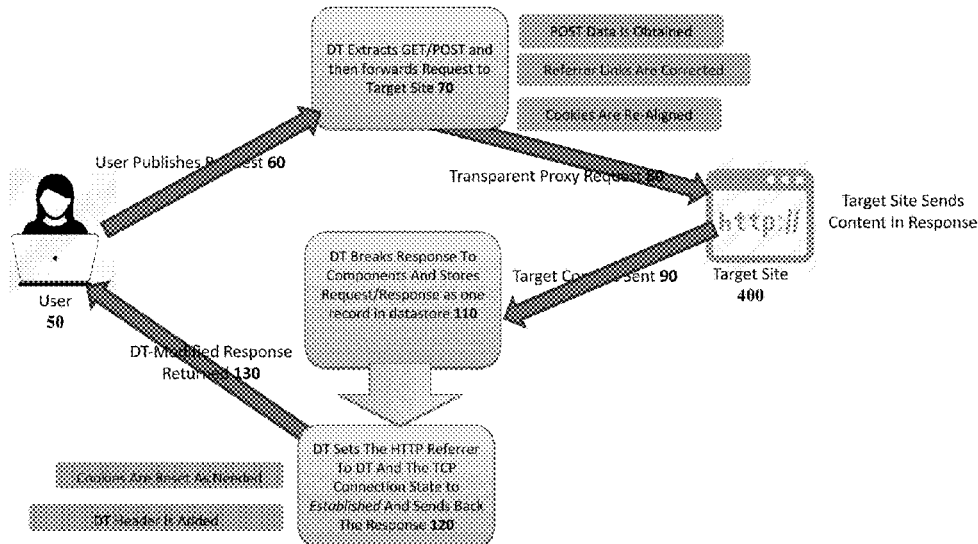 DT Extracts GET/POST and
then forwards Request to
Target Site 70
POST Data Is Obtained
Referrer Links Are Corrected
Cookies Are Re-Aligned
User Publishes Request 60
Transparent Proxy Request 80
http://
Target Site Sends
Content In Response
Target Site
400
User
50
DT Breaks Response To
Components And Stores
Request/Response as one
record in datastore 110
Target Content Sent 90
DT-Modified Response
Returned 130
DT Sets The HTTP Referrer
To DT And The TCP
Connection State to
Established And Sends Back
The Response 120
Cookies Are Reset As Needed
DT Header Is Added